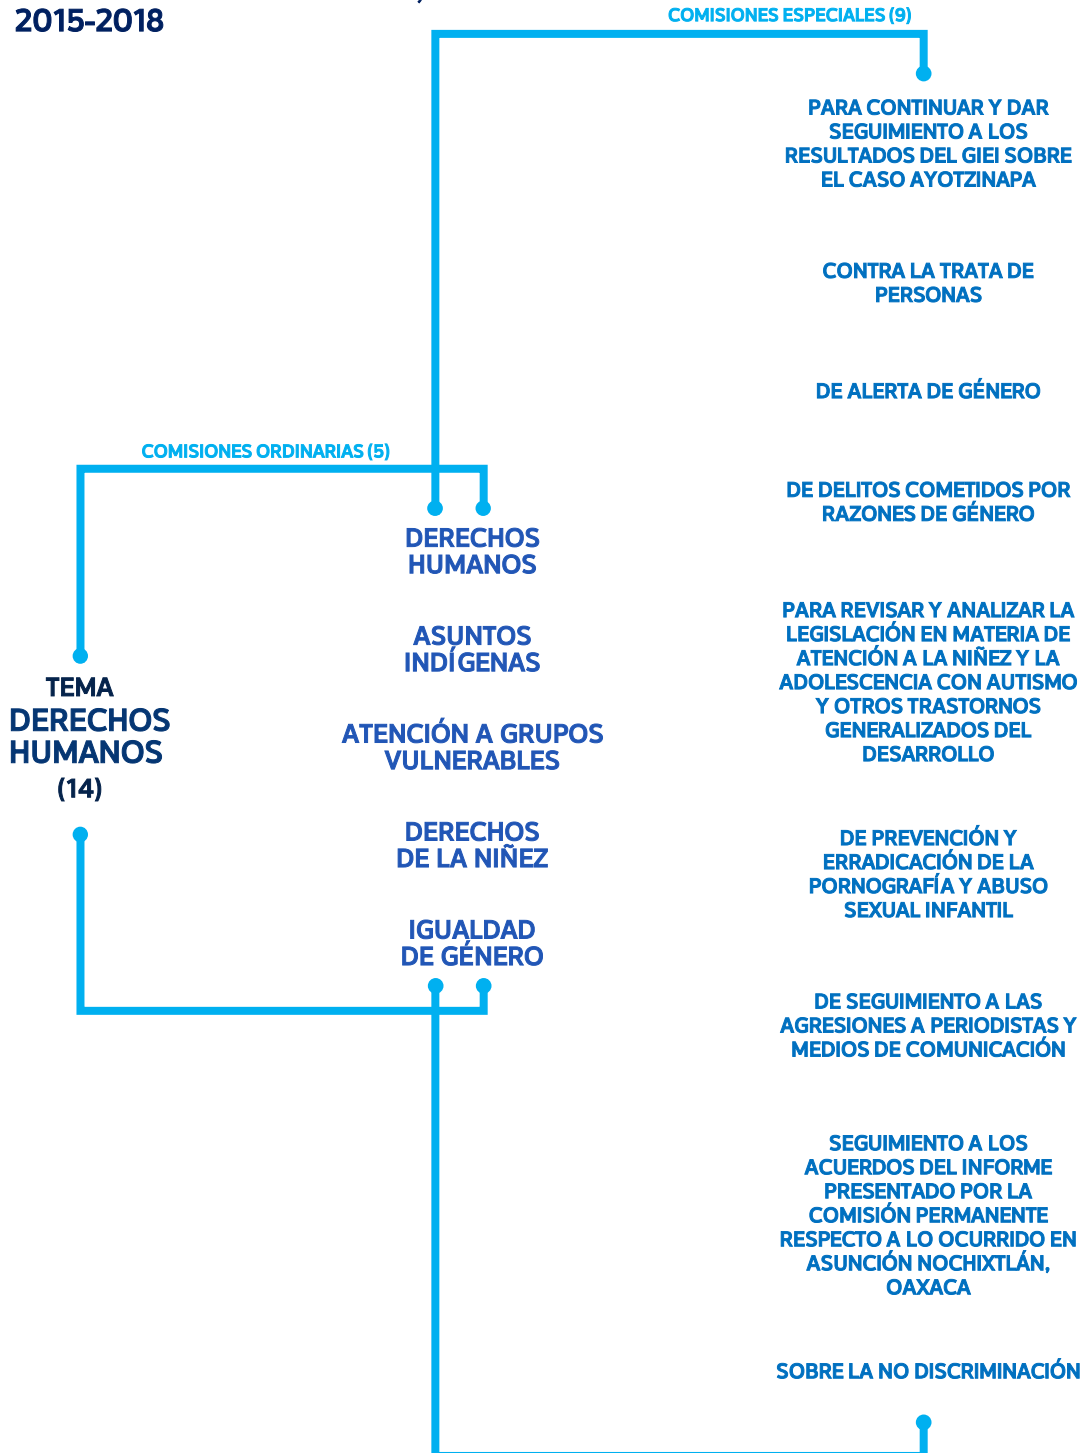 2015-2018
COMISIONES ESPECIALES (9)
PARA CONTINUAR Y DAR
SEGUIMIENTO A LOS
RESULTADOS DEL GIEI SOBRE
EL CASO AYOTZINAPA
CONTRA LA TRATA DE
PERSONAS
DE ALERTA DE GÉNERO
DE DELITOS COMETIDOS POR
RAZONES DE GÉNERO
PARA REVISAR Y ANALIZAR LA
LEGISLACIÓN EN MATERIA DE
ATENCIÓN A LA NIÑEZ Y LA
ADOLESCENCIA CON AUTISMO
Y OTROS TRASTORNOS
GENERALIZADOS DEL
DESARROLLO
DE PREVENCIÓN Y
ERRADICACIÓN DE LA
PORNOGRAFÍA Y ABUSO
SEXUAL INFANTIL
DE SEGUIMIENTO A LAS
AGRESIONES A PERIODISTAS Y
MEDIOS DE COMUNICACIÓN
SEGUIMIENTO A LOS
ACUERDOS DEL INFORME
PRESENTADO POR LA
COMISIÓN PERMANENTE
RESPECTO A LO OCURRIDO EN
ASUNCIÓN NOCHIXTLÁN,
OAXACA
SOBRE LA NO DISCRIMINACIÓN
COMISIONES ORDINARIAS (5)
DERECHOS
HUMANOS
ASUNTOS
INDÍGENAS
ATENCIÓN A GRUPOS
VULNERABLES
DERECHOS
DE LA NIÑEZ
IGUALDAD
DE GÉNERO
TEMA
DERECHOS
HUMANOS
(14)